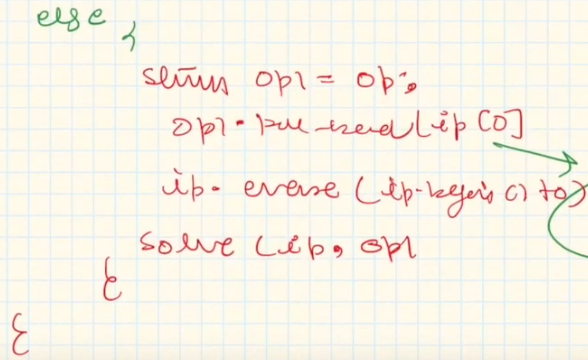 else {
string op1 = op;
op1.push_back(ip[0]
ip.erase (ip.begin() + 0)
solve (ip, op1
}
}